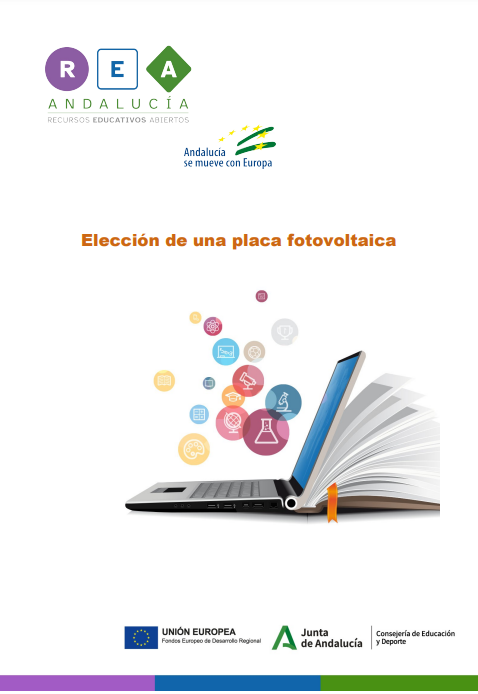 R E A
ANDALUCÍA
RECURSOS EDUCATIVOS ABIERTOS
Andalucía
se mueve con Europa
Elección de una placa fotovoltaica
UNIÓN EUROPEA
Fondos Europeo de Desarrollo Regional
Junta
de Andalucía
Consejería de Educación
y Deporte